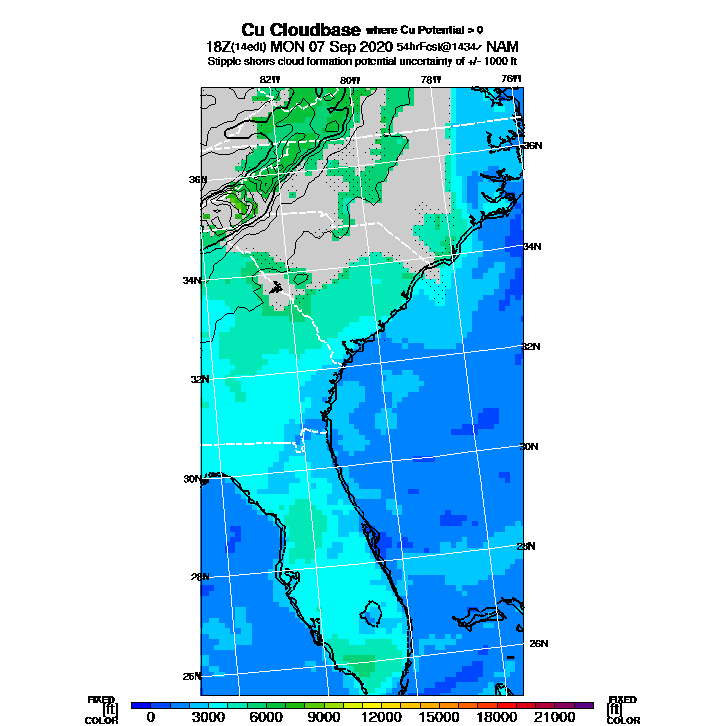 Cu Cloudbase where Cu Potential > 0
18Z(14edt) MON 07 Sep 2020 54hrFcst@1434z NAM
Stipple shows cloud formation potential uncertainty of +/- 1000 ft
82W 80W 78W 76W
36N
36N
34N
34N
32N
32N
30N
30N
28N
28N
26N
26N
FIXED FIXED
[ft] 0 3000 6000 9000 12000 15000 18000 21000 [ft]
COLOR COLOR